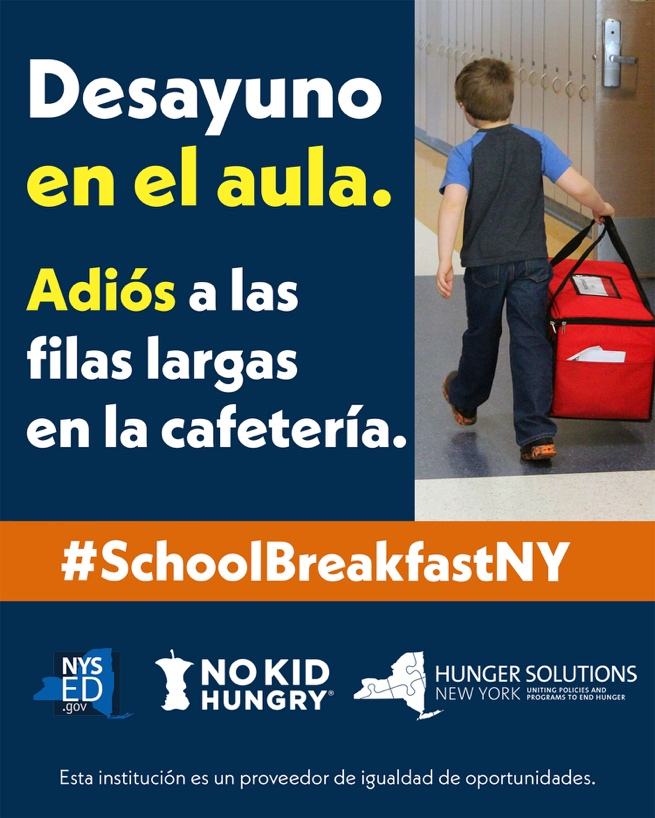 Desayuno
en el aula.
Adiós a las
filas largas
en la cafetería.
#SchoolBreakfastNY
NYS
ED
.gov
NO KID
HUNGRY®
HUNGER SOLUTIONS
NEW YORK UNITING POLICIES AND
PROGRAMS TO END HUNGER
Esta institución es un proveedor de igualdad de oportunidades.